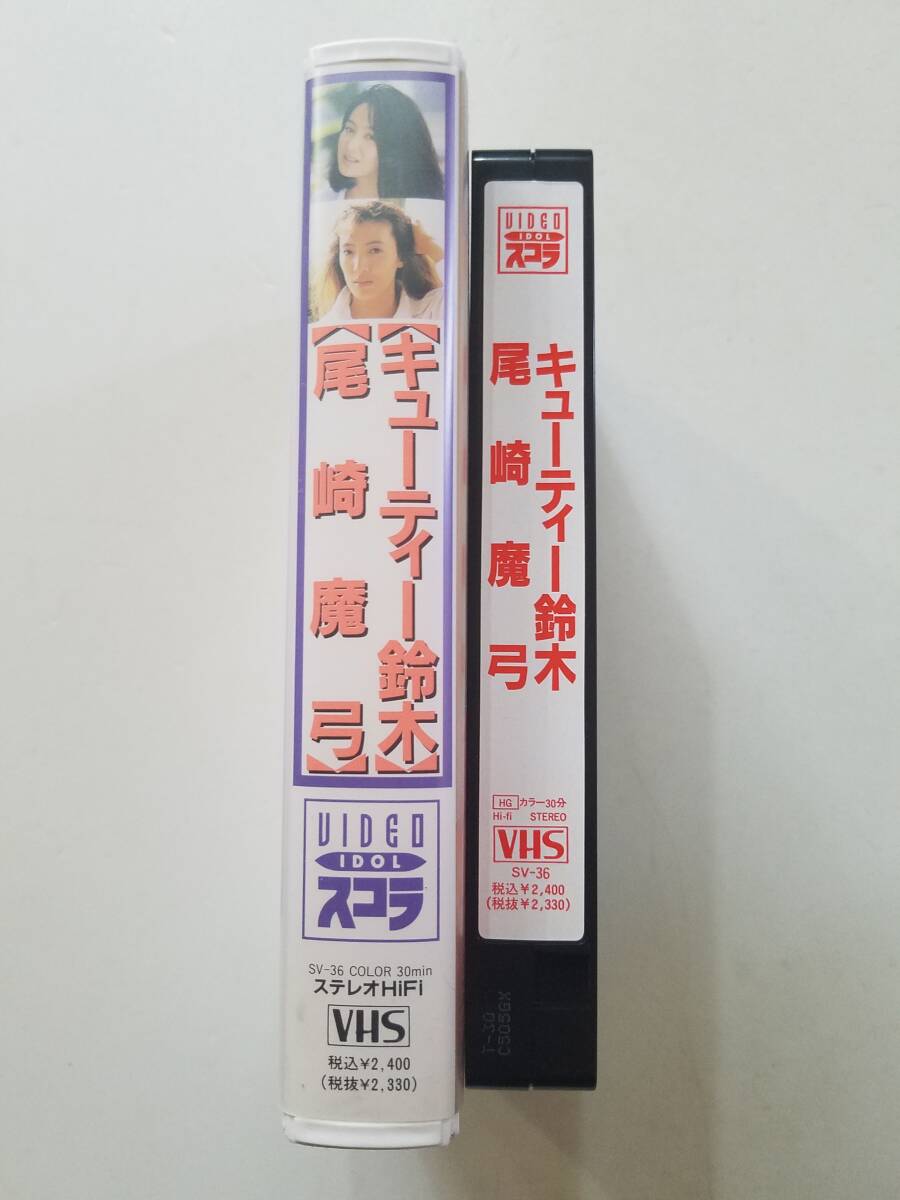 【キューティー鈴木】
【尾崎魔弓】
VIDEO
IDOL
スコラ
SV-36 COLOR 30min
ステレオHiFi
VHS
税込¥2,400
(税抜¥2,330)
VIDEO
IDOL
スコラ
キューティー鈴木
尾崎魔弓
HG カラー30分
Hi-fi STEREO
VHS
SV-36
税込¥2,400
(税抜¥2,330)
T-30
C505GX